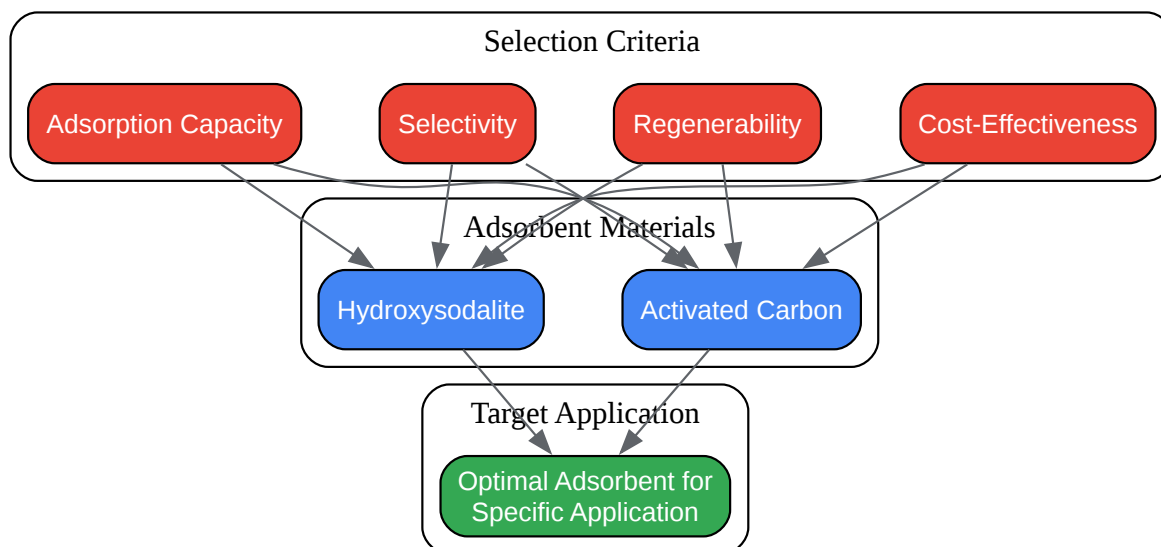 Selection Criteria
Adsorption Capacity
Selectivity
Regenerability
Cost-Effectiveness
Adsorbent Materials
Hydroxysodalite
Activated Carbon
Target Application
Optimal Adsorbent for
Specific Application